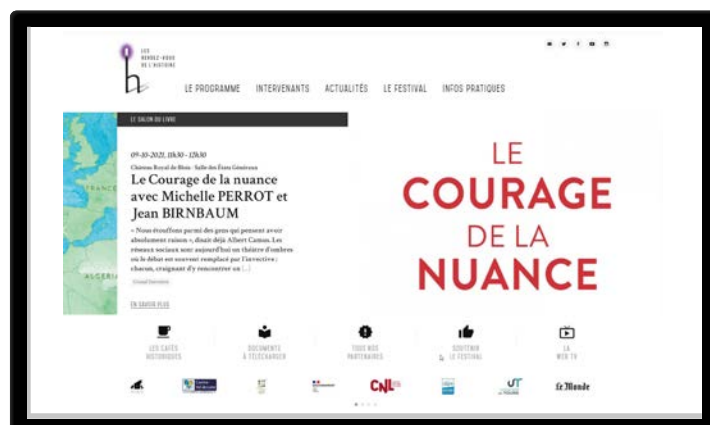 LES
RENDEZ-VOUS
DE L'HISTOIRE
LE PROGRAMME INTERVENANTS ACTUALITÉS LE FESTIVAL INFOS PRATIQUES
LE SALON DU LIVRE
09-10-2021, 11h30 - 12h30
Château Royal de Blois - Salle des États Généraux
Le Courage de la nuance
avec Michelle PERROT et
Jean BIRNBAUM
« Nous étouffons parmi des gens qui pensent avoir
absolument raison », disait déjà Albert Camus. Les
réseaux sociaux sont aujourd'hui un théâtre d'ombres
où le débat est souvent remplacé par l'invective :
chacun, craignant d'y rencontrer un [...]
Grand Entretien
EN SAVOIR PLUS
FRANCE
ALGERI
LE
COURAGE
DE LA
NUANCE
LES CAFÉS
HISTORIQUES
DOCUMENTS
À TÉLÉCHARGER
TOUS NOS
PARTENAIRES
SOUTENIR
LE FESTIVAL
LA
WEB TV
CNL
UT
Le Monde